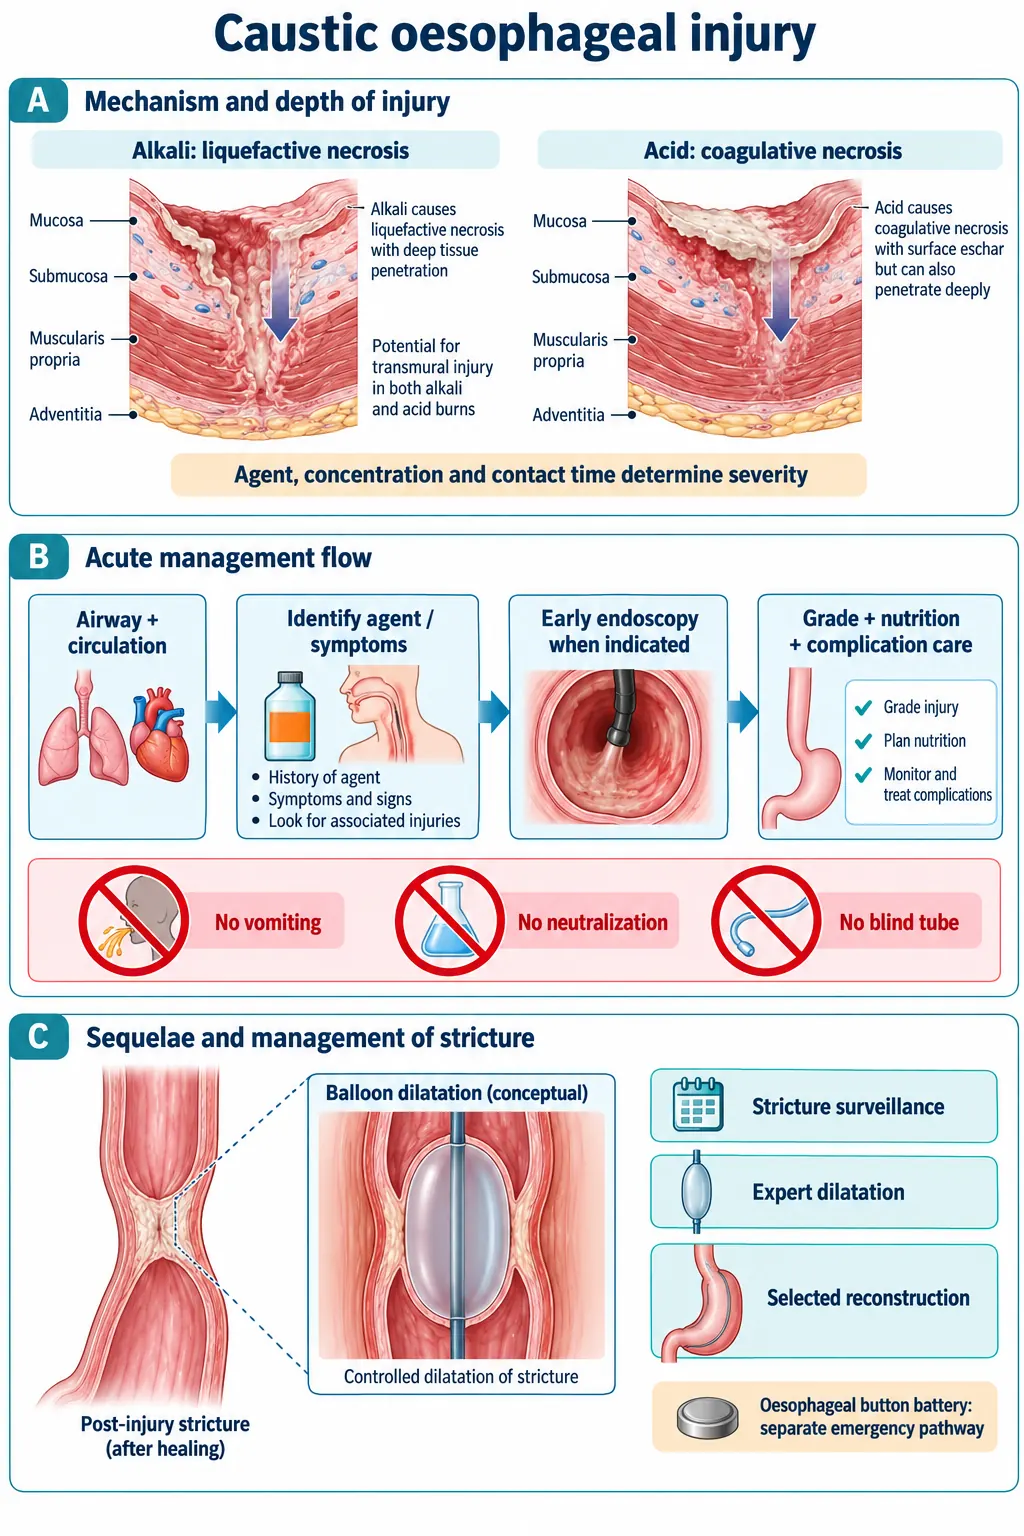 Caustic oesophageal injury
A
Mechanism and depth of injury
Alkali: liquefactive necrosis
Mucosa
Submucosa
Muscularis
propria
Adventitia
Alkali causes
liquefactive necrosis
with deep tissue
penetration
Potential for
transmural injury
in both alkali
and acid burns
Acid: coagulative necrosis
Mucosa
Submucosa
Muscularis
propria
Adventitia
Acid causes
coagulative necrosis
with surface eschar
but can also
penetrate deeply
Agent, concentration and contact time determine severity
B
Acute management flow
Airway +
circulation
Identify agent /
symptoms
• History of agent
• Symptoms and signs
• Look for associated injuries
Early endoscopy
when indicated
Grade + nutrition
+ complication care
Grade injury
Plan nutrition
Monitor and
treat complications
No vomiting
No neutralization
No blind tube
C
Sequelae and management of stricture
Post-injury stricture
(after healing)
Balloon dilatation (conceptual)
Controlled dilatation of stricture
Stricture surveillance
Expert dilatation
Selected reconstruction
Oesophageal button battery:
separate emergency pathway